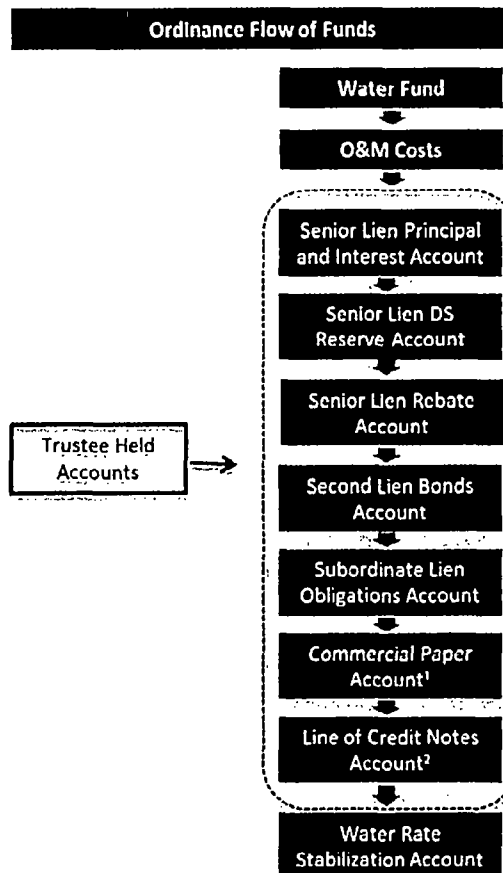 Ordinance Flow of Funds
Water Fund
O&M Costs
Senior Lien Principal
and Interest Account
Senior Lien DS
Reserve Account
Senior Lien Rebate
Account
Trustee Held
Accounts
Second Lien Bonds
Account
Subordinate Lien
Obligations Account
Commercial Paper
Account¹
Line of Credit Notes
Account²
Water Rate
Stabilization Account